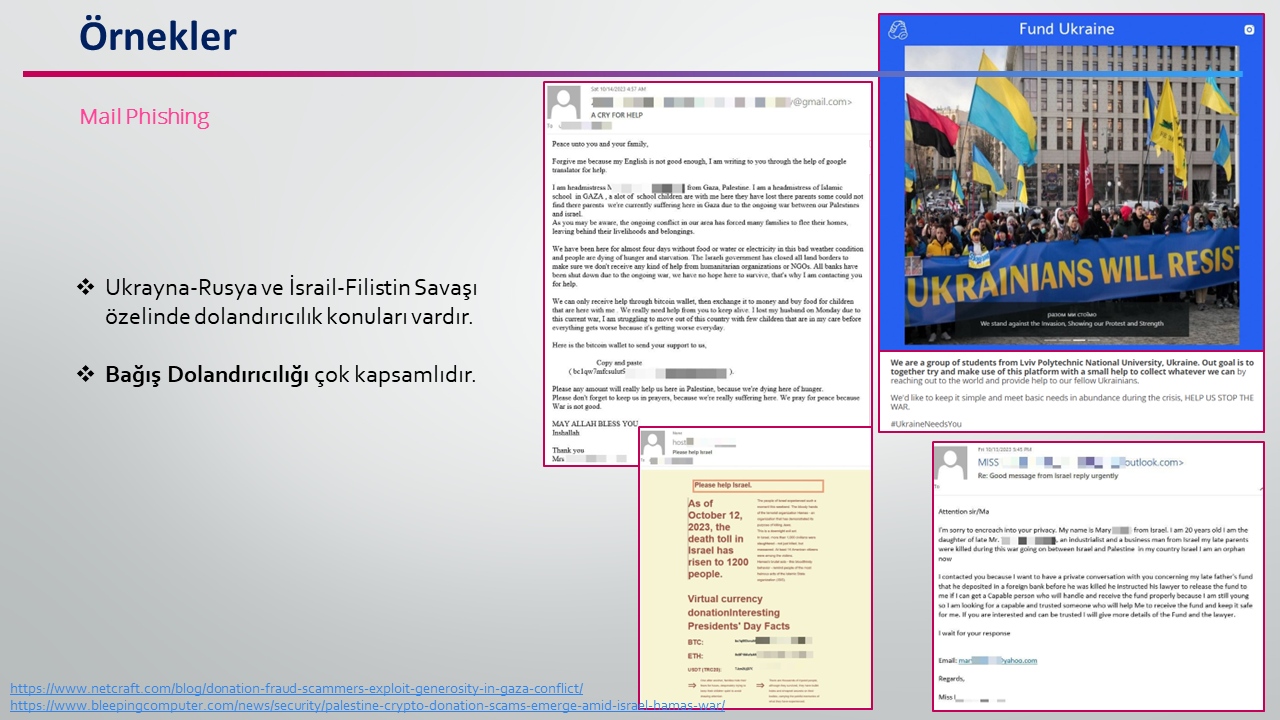 Örnekler
Mail Phishing
❖ Ukrayna-Rusya ve İsrail-Filistin Savaşı
özelinde dolandırıcılık konuları vardır.
❖ Bağış Dolandırıcılığı çok kapsamlıdır.
Sat 10/14/2023 4:57 AM
@gmail.com>
A CRY FOR HELP
To
Peace unto you and your family,
Forgive me because my English is not good enough, I am writing to you through the help of google
translator for help.
I am headmistress from Gaza, Palestine. I am a headmistress of Islamic
school in GAZA , a alot of school children are with me here they have lost there parents some could not
find there parents we're currently suffering here in Gaza due to the ongoing war between our Palestinas
and israel.
As you may be aware, the ongoing conflict in our area has forced many families to flee their homes,
leaving behind their livelihoods and belongings.
We have been here for almost four days without food or water or electricity in this bad weather condition
and people are dying of hunger and starvation. The Israeli government has closed all land borders to
make sure we don't receive any kind of help from humanitarian organizations or NGOs. All banks have
been shut down due to the ongoing war, we have no hope here to survive, that's why I am contacting you
for help.
We can only receive help through bitcoin wallet, then exchange it to money and buy food for children
that are here with me . We really need help from you to keep alive. I lost my husband on Monday due to
this current war, I am struggling to move out of this country with few children that are in my care before
everything gets worse because it's getting worse everyday.
Here is the bitcoin wallet to send your support to us,
Copy and paste
).
Please any amount will really help us here in Palestine, because we're dying here of hunger.
Please don't forget to keep us in prayers, because we're really suffering here. We pray for peace because
War is not good.
MAY ALLAH BLESS YOU
Inshallah
Thank you
Mrs
Fund Ukraine
UKRAINIANS WILL RESIS
разом ми стоїмо
We stand against the Invasion, Showing our Protest and Strength
We are a group of students from Lviv Polytechnic National University, Ukraine. Out goal is to
together try and make use of this platform with a small help to collect whatever we can by
reaching out to the world and provide help to our fellow Ukrainians.
We'd like to keep it simple and meet basic needs in abundance during the crisis, HELP US STOP THE
WAR.
#UkraineNeedsYou
host
Please help Israel
Please help Israel.
As of
October 12,
2023, the
death toll in
Israel has
risen to 1200
people.
Virtual currency
donationInteresting
Presidents' Day Facts
BTC:
ETH:
USDT (TRC20):
Fri 10/13/2023 5:45 PM
MISS outlook.com>
Re: Good message from Israel reply urgently
To
Attention sir/Ma
I'm sorry to encroach into your privacy. My name is Mary from Israel. I am 20 years old I am the
daughter of late Mr. , an industrialist and a business man from Israel my late parents
were killed during this war going on between Israel and Palestine in my country Israel I am an orphan
now
I contacted you because I want to have a private conversation with you concerning my late father's fund
that he deposited in a foreign bank before he was killed he Instructed his lawyer to release the fund to
me if I can get a Capable person who will handle and receive the fund properly because I am still young
so I am looking for a capable and trusted someone who will help Me to receive the fund and keep it safe
for me. If you are interested and can be trusted I will give more details of the Fund and the lawyer.
I wait for your response
Email: mar yahoo.com
Regards,
Miss
https://www.netcraft.com/blog/donation-fraud-scammers-exploit-generosity-in-gaza-conflict/
https://www.bleepingcomputer.com/news/security/palestine-crypto-donation-scams-emerge-amid-israel-hamas-war/